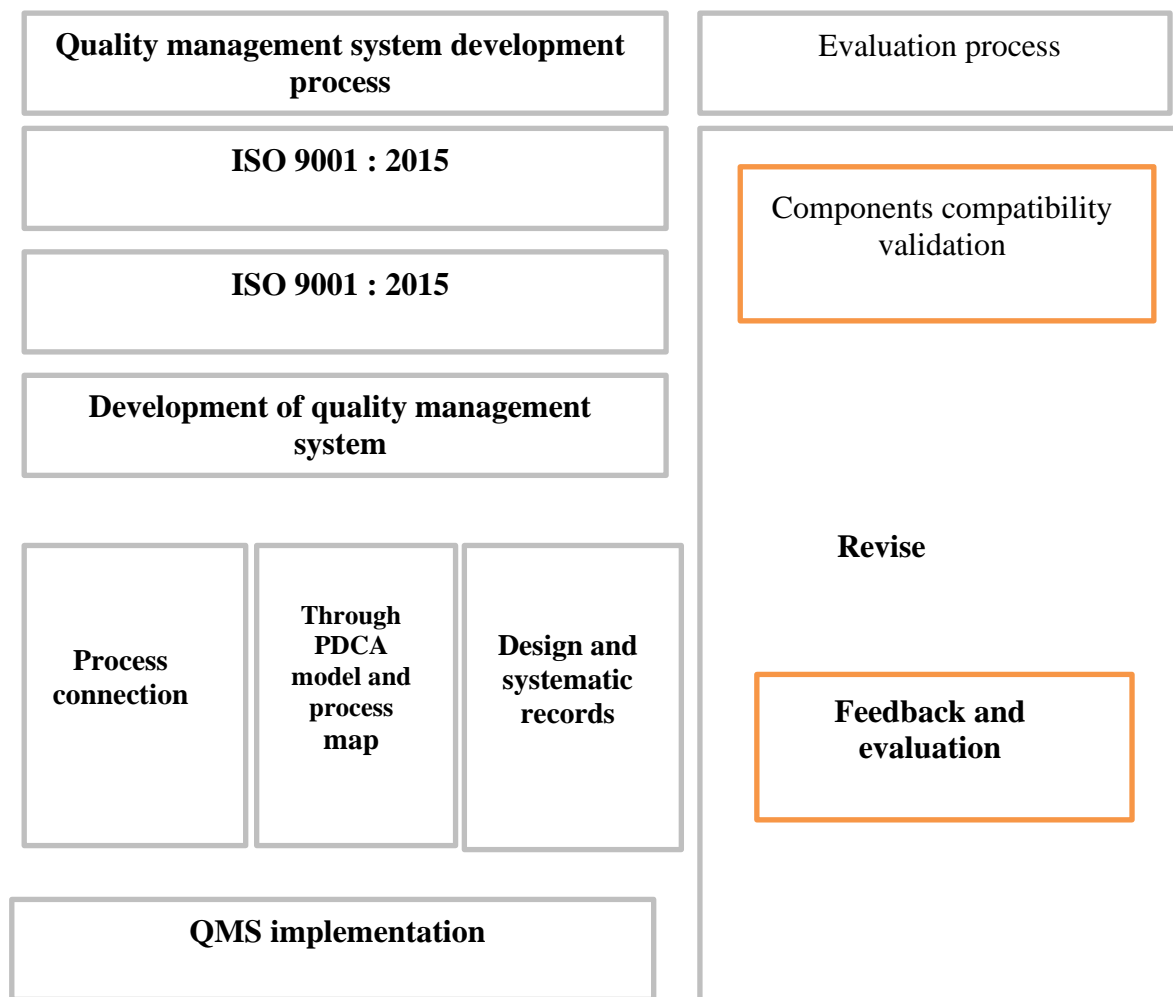 Quality management system development
process
Evaluation process
ISO 9001 : 2015
Components compatibility
validation
ISO 9001 : 2015
Development of quality management
system
Revise
Process
connection
Through
PDCA
model and
process
map
Design and
systematic
records
Feedback and
evaluation
QMS implementation